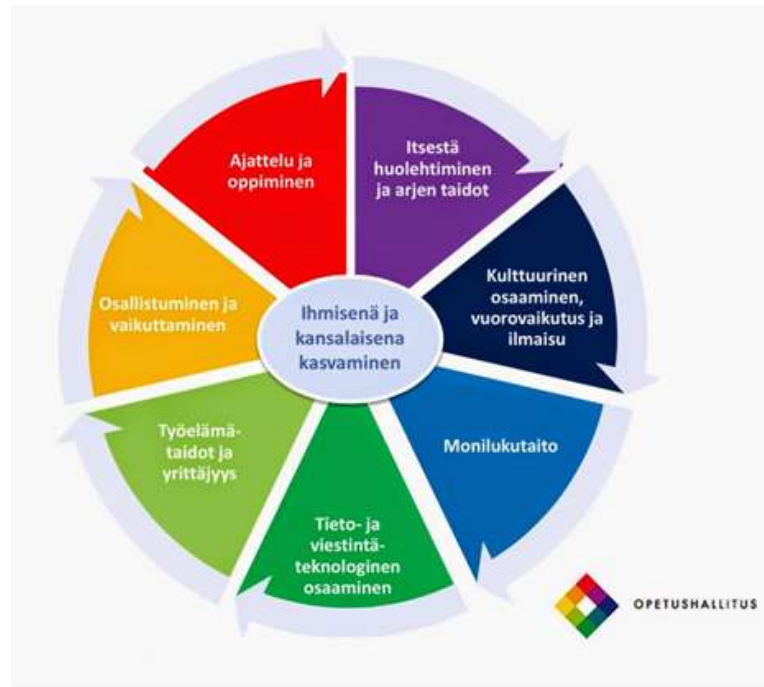 Ajattelu ja
oppiminen
Itsestä
huolehtiminen
ja arjen taidot
Kulttuurinen
osaaminen,
vuorovaikutus ja
ilmaisu
Monilukutaito
Tieto- ja
viestintä-
teknologinen
osaaminen
Työelämä-
taidot ja
yrittäjyys
Osallistuminen ja
vaikuttaminen
Ihmisenä ja
kansalaisena
kasvaminen
OPETUSHALLITUS